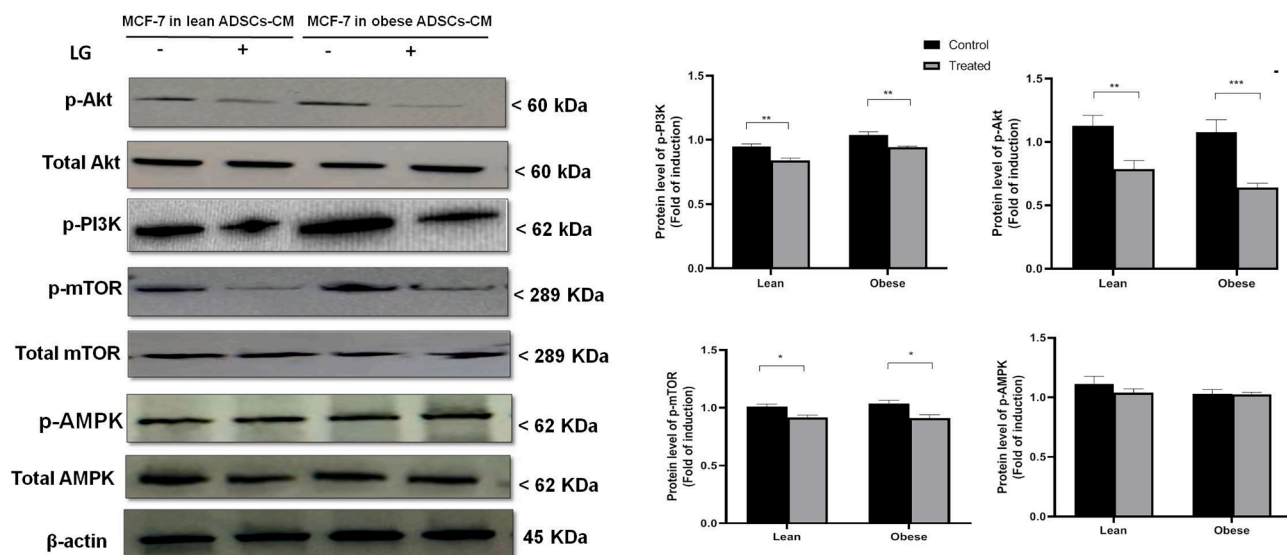 MCF-7 in lean ADSCs-CM MCF-7 in obese ADSCs-CM
LG - + - +
p-Akt < 60 kDa
Total Akt < 60 kDa
p-PI3K < 62 kDa
p-mTOR < 289 KDa
Total mTOR < 289 KDa
p-AMPK < 62 KDa
Total AMPK < 62 KDa
β-actin 45 KDa
Control
Treated
Protein level of p-PI3K
(Fold of induction)
1.5
1.0
0.5
0.0
**
**
Lean Obese
Protein level of p-Akt
(Fold of induction)
1.5
1.0
0.5
0.0
**
***
Lean Obese
Protein level of p-mTOR
(Fold of induction)
1.5
1.0
0.5
0.0
*
*
Lean Obese
Protein level of p-AMPK
(Fold of induction)
1.5
1.0
0.5
0.0
Lean Obese